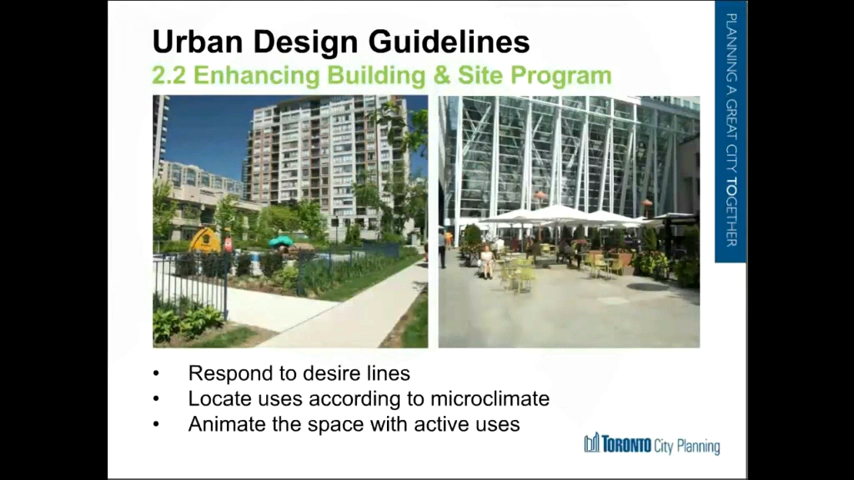 Urban Design Guidelines
2.2 Enhancing Building & Site Program
• Respond to desire lines
• Locate uses according to microclimate
• Animate the space with active uses
TORONTO City Planning
PLANNING A GREAT CITY TOGETHER